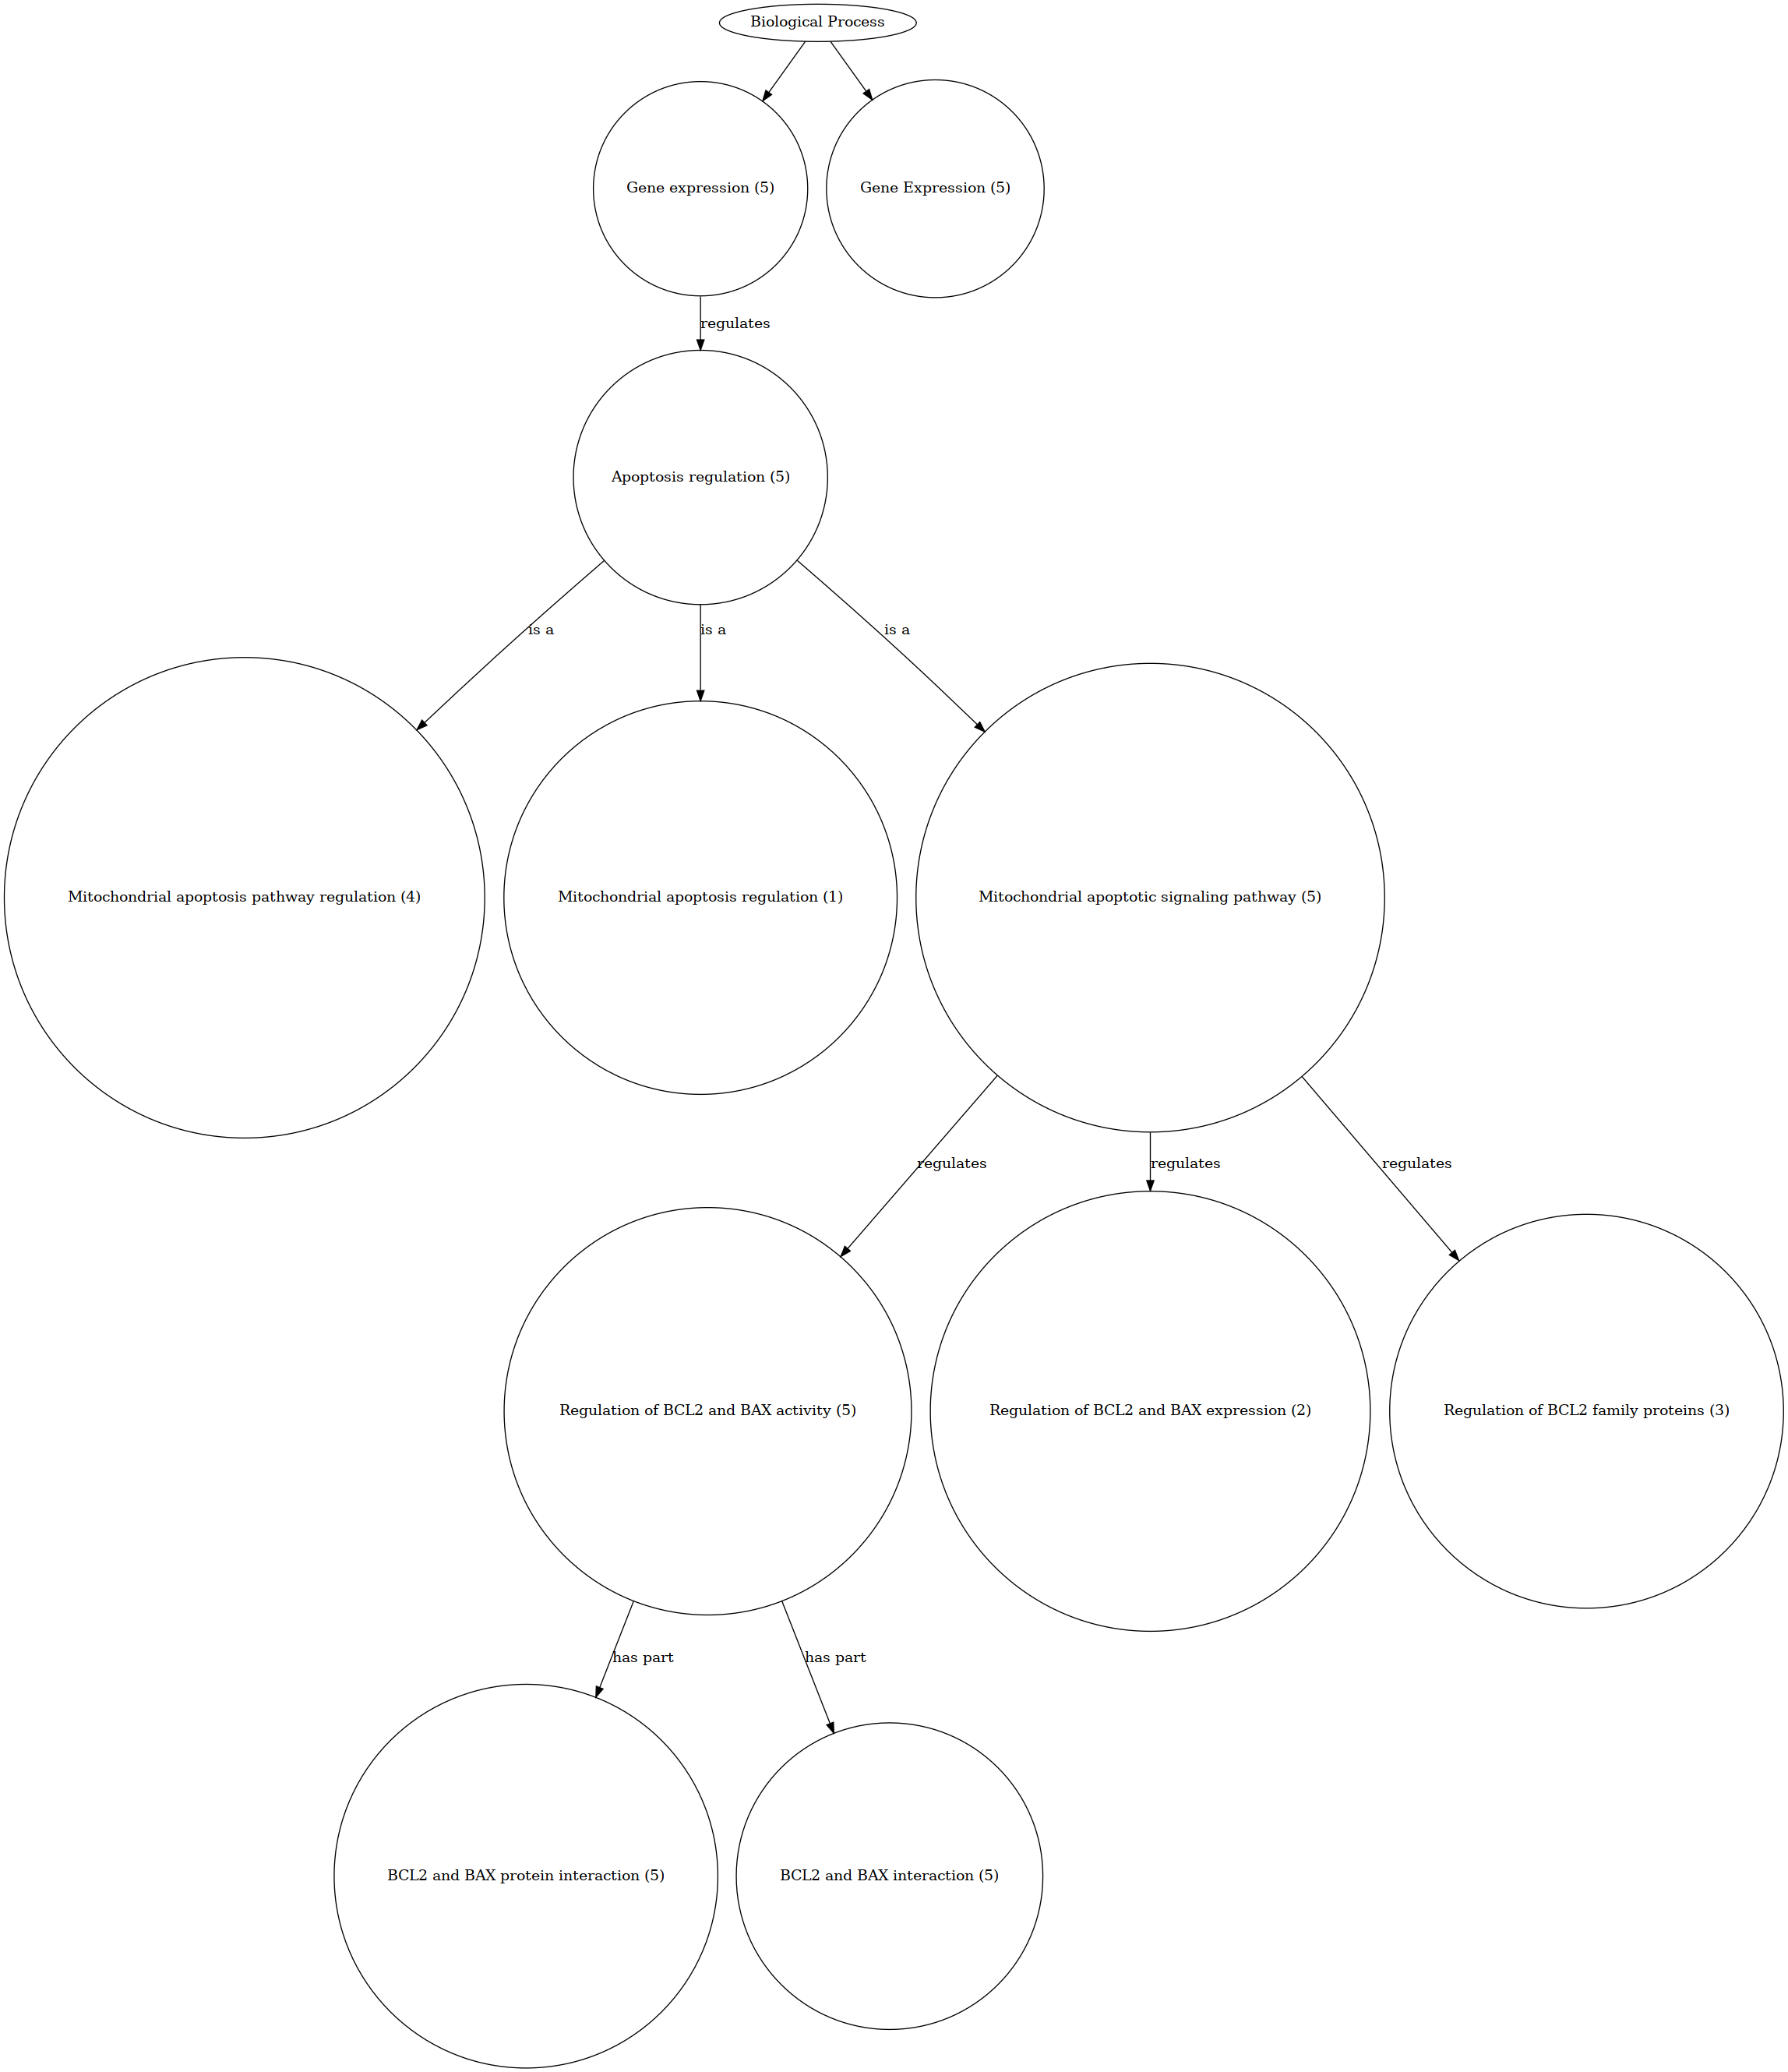 Biological Process
Gene expression (5)
Gene Expression (5)
regulates
Apoptosis regulation (5)
is a
is a
is a
Mitochondrial apoptosis pathway regulation (4)
Mitochondrial apoptosis regulation (1)
Mitochondrial apoptotic signaling pathway (5)
regulates
regulates
regulates
Regulation of BCL2 and BAX activity (5)
Regulation of BCL2 and BAX expression (2)
Regulation of BCL2 family proteins (3)
has part
has part
BCL2 and BAX protein interaction (5)
BCL2 and BAX interaction (5)